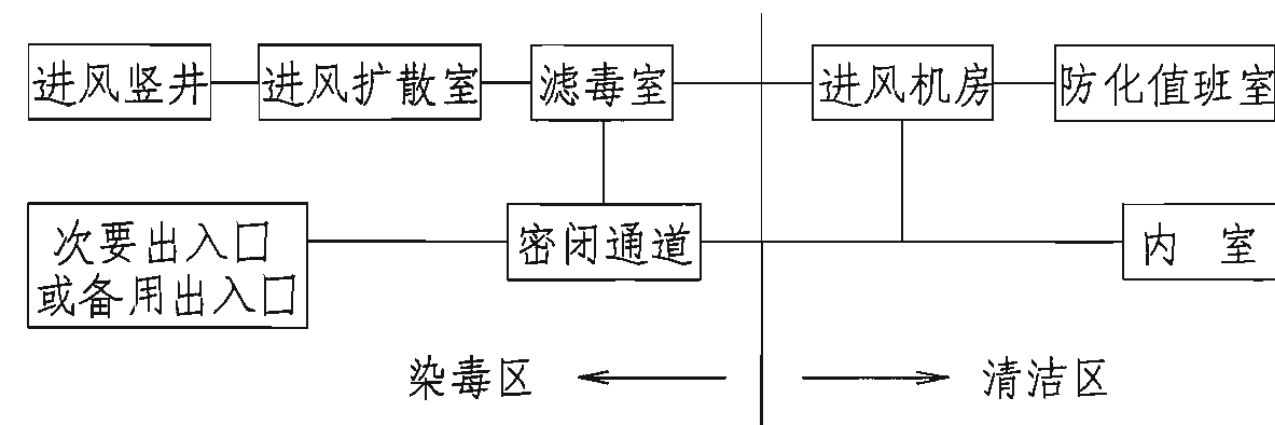 进风竖井
进风扩散室
滤毒室
进风机房
防化值班室
次要出入口
或备用出入口
密闭通道
内 室
染毒区
清洁区